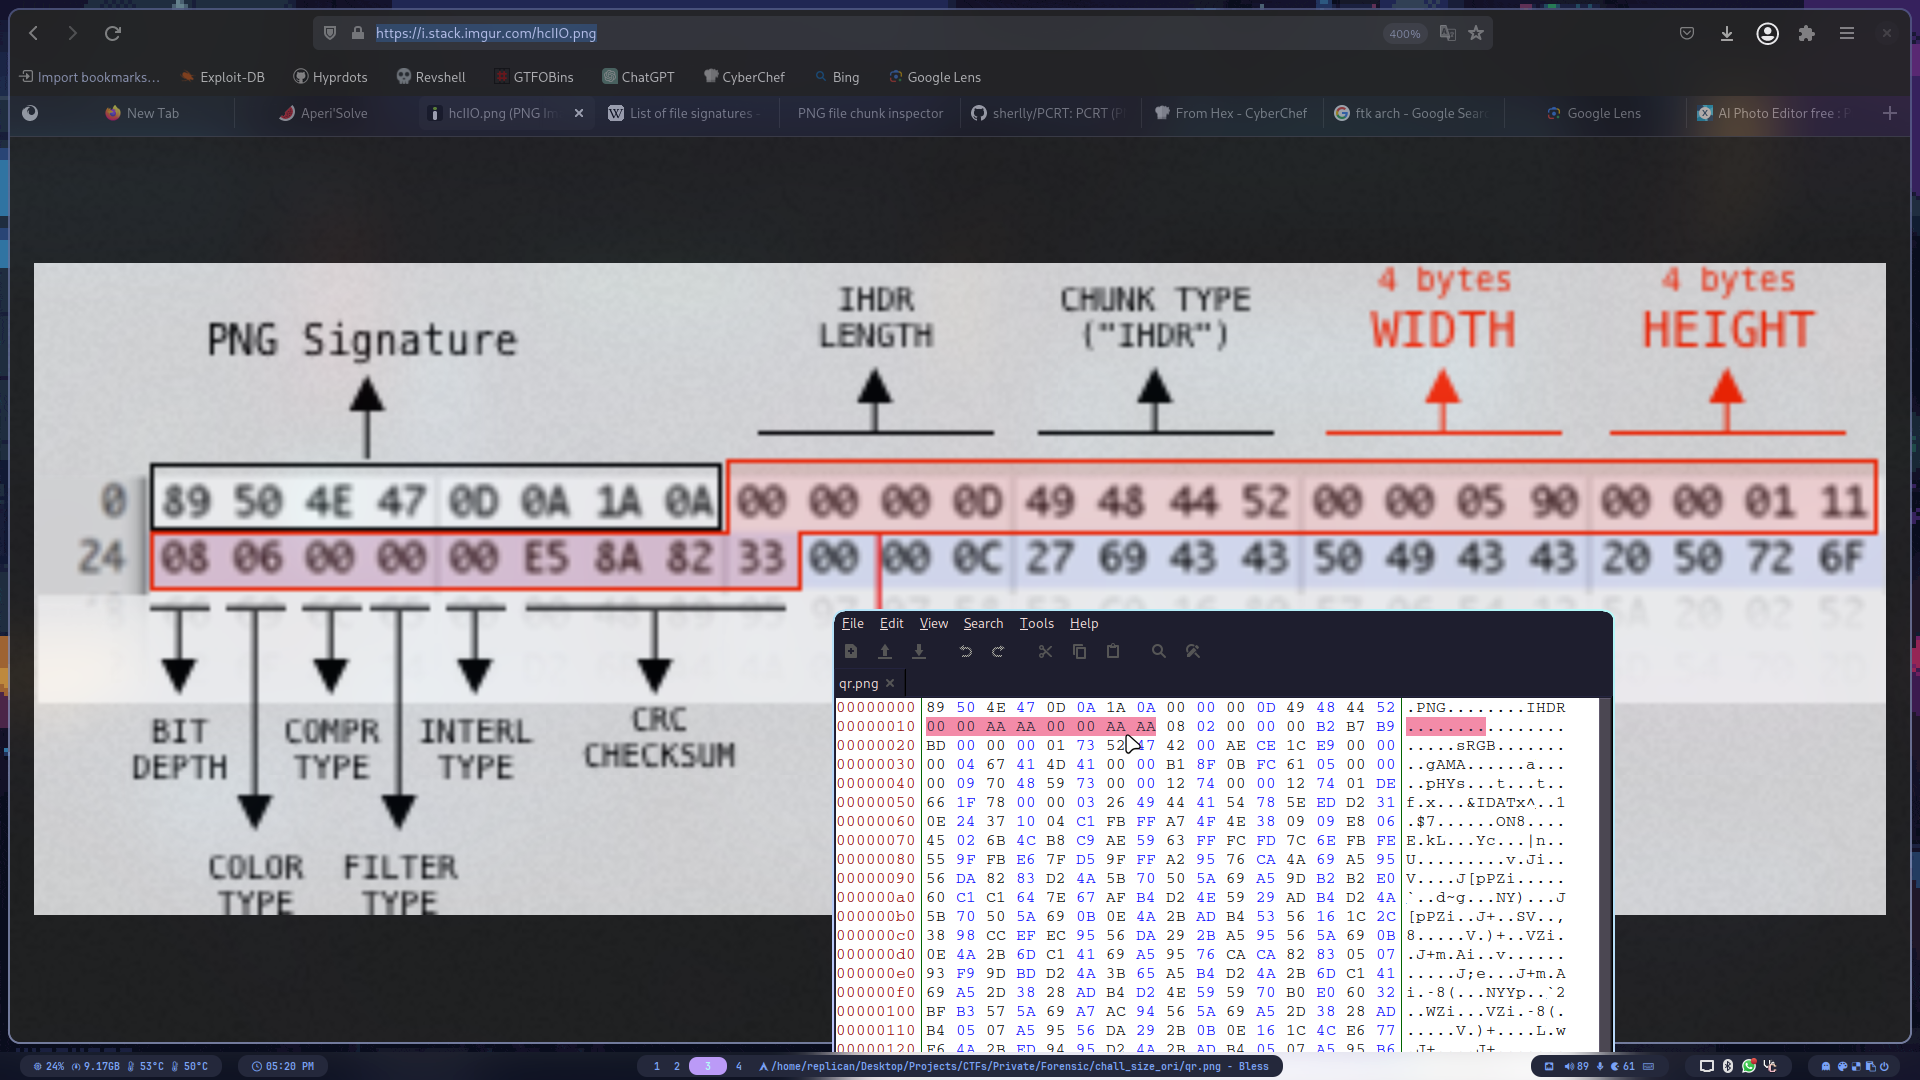 https://i.stack.imgur.com/hcIIO.png
400%
Import bookmarks… Exploit-DB Hyprdots Revshell GTFOBins ChatGPT CyberChef Bing Google Lens
New Tab Aperi'Solve hcIIO.png (PNG Im List of file signatures - PNG file chunk inspector sherlly/PCRT: PCRT (P From Hex - CyberChef ftk arch - Google Sear Google Lens AI Photo Editor free : P
PNG Signature
IHDR
LENGTH
CHUNK TYPE
("IHDR")
4 bytes
WIDTH
4 bytes
HEIGHT
0 89 50 4E 47 0D 0A 1A 0A 00 00 00 0D 49 48 44 52 00 00 05 90 00 00 01 11
24 08 06 00 00 00 E5 8A 82 33 00 00 0C 27 69 43 43 50 49 43 43 20 50 72 6F
BIT
DEPTH
COMPR
TYPE
INTERL
TYPE
CRC
CHECKSUM
COLOR
TYPE
FILTER
TYPE
File Edit View Search Tools Help
qr.png
00000000 89 50 4E 47 0D 0A 1A 0A 00 00 00 0D 49 48 44 52 .PNG........IHDR
00000010 00 00 AA AA 00 00 AA AA 08 02 00 00 00 B2 B7 B9 ................
00000020 BD 00 00 00 01 73 52 47 42 00 AE CE 1C E9 00 00 .....sRGB.......
00000030 00 04 67 41 4D 41 00 00 B1 8F 0B FC 61 05 00 00 ..gAMA......a...
00000040 00 09 70 48 59 73 00 00 12 74 00 00 12 74 01 DE ..pHYs...t...t..
00000050 66 1F 78 00 00 03 26 49 44 41 54 78 5E ED D2 31 f.x...&IDATx^..1
00000060 0E 24 37 10 04 C1 FB FF A7 4F 4E 38 09 09 E8 06 .$7......ON8....
00000070 45 02 6B 4C B8 C9 AE 59 63 FF FC FD 7C 6E FB FE E.kL...Yc...|n..
00000080 55 9F FB E6 7F D5 9F FF A2 95 76 CA 4A 69 A5 95 U.........v.Ji..
00000090 56 DA 82 83 D2 4A 5B 70 50 5A 69 A5 9D B2 B2 E0 V....J[pPZi.....
000000a0 60 C1 C1 64 7E 67 AF B4 D2 4E 59 29 AD B4 D2 4A `..d~g...NY)...J
000000b0 5B 70 50 5A 69 0B 0E 4A 2B AD B4 53 56 16 1C 2C [pPZi..J+..SV..,
000000c0 38 98 CC EF EC 95 56 DA 29 2B A5 95 56 5A 69 0B 8.....V.)+..VZi.
000000d0 0E 4A 2B 6D C1 41 69 A5 95 76 CA CA 82 83 05 07 .J+m.Ai..v......
000000e0 93 F9 9D BD D2 4A 3B 65 A5 B4 D2 4A 2B 6D C1 41 .....J;e...J+m.A
000000f0 69 A5 2D 38 28 AD B4 D2 4E 59 59 70 B0 E0 60 32 i.-8(...NYYp..`2
00000100 BF B3 57 5A 69 A7 AC 94 56 5A 69 A5 2D 38 28 AD ..WZi...VZi.-8(.
00000110 B4 05 07 A5 95 56 DA 29 2B 0B 0E 16 1C 4C E6 77 .....V.)+....L.w
00000120 F6 4A 2B ED 94 95 D2 4A 2B AD B4 05 07 A5 95 B6
24% 9.17GB 53°C 50°C 05:20 PM 1 2 3 4 /home/replican/Desktop/Projects/CTFs/Private/Forensic/chall_size_ori/qr.png - Bless 89 61